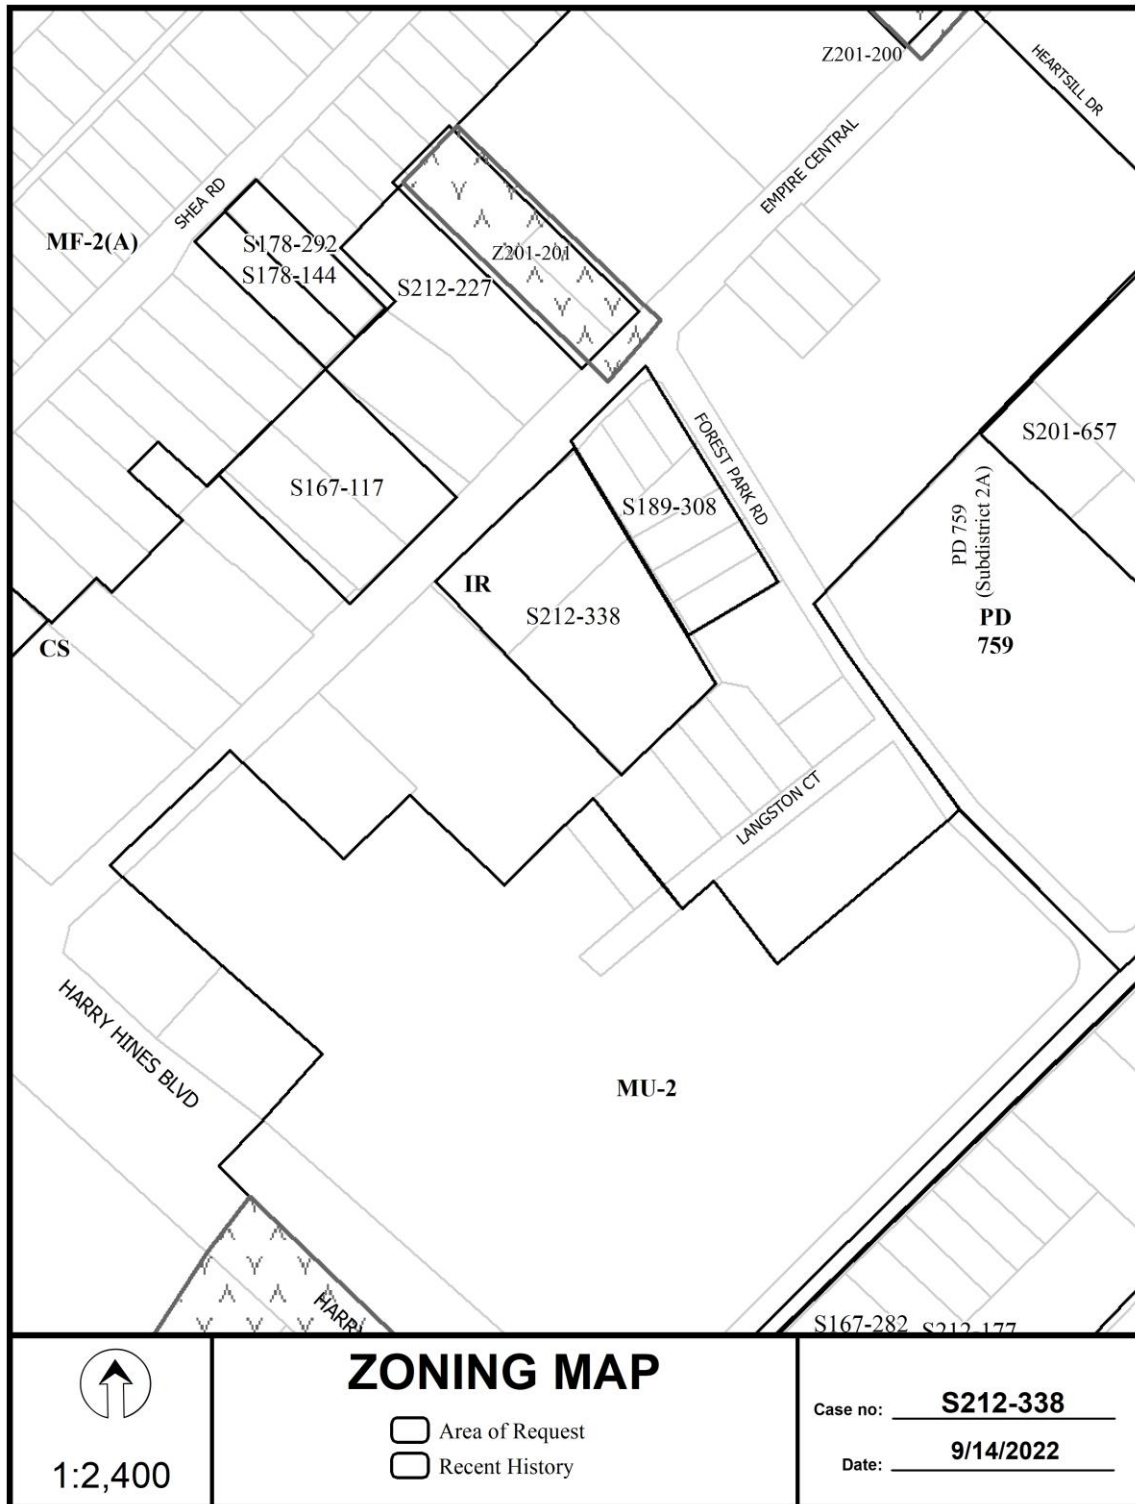 Z201-200
HEARTSILL DR
EMPIRE CENTRAL
SHEA RD
MF-2(A)
S178-292
S178-144
Z201-201
S212-227
FOREST PARK RD
S201-657
S167-117
S189-308
PD 759
(Subdistrict 2A)
IR
S212-338
PD
759
CS
LANGSTON CT
HARRY HINES BLVD
MU-2
HARRY
S167-282
S212-177
1:2,400
ZONING MAP
Area of Request
Recent History
Case no: S212-338
Date: 9/14/2022